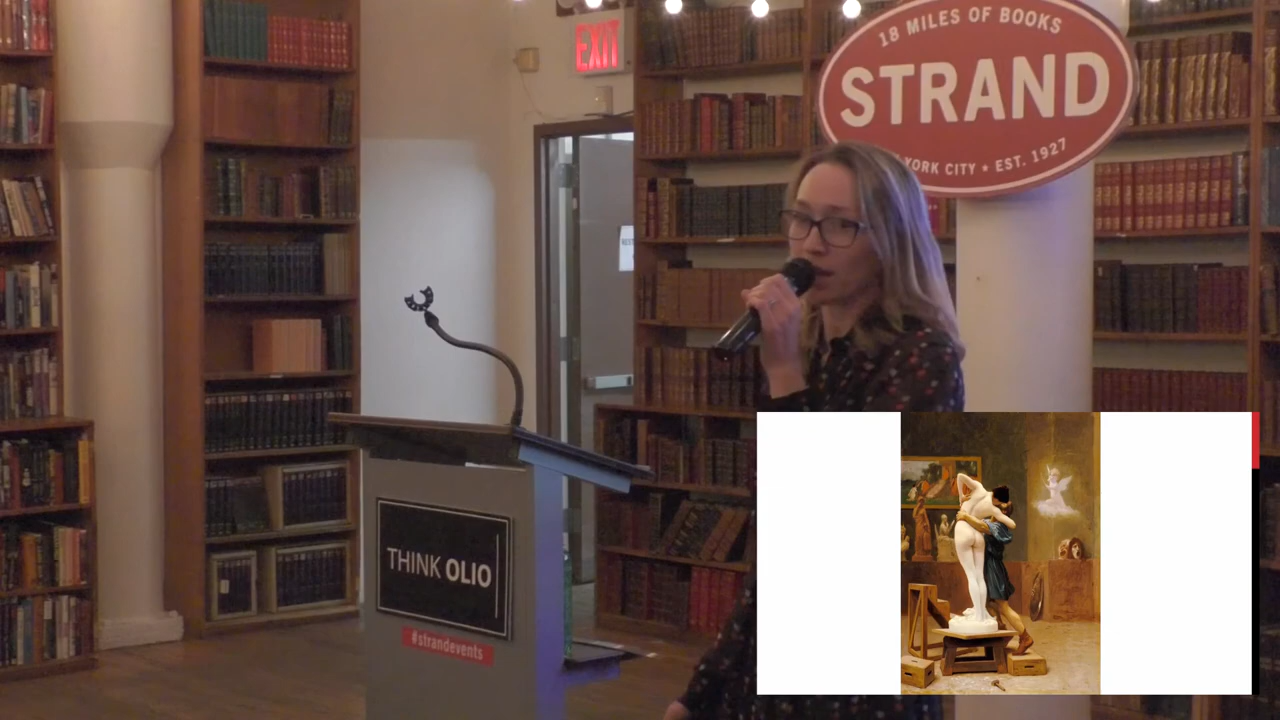 EXIT
18 MILES OF BOOKS
STRAND
YORK CITY ★ EST. 1927
THINK OLIO
#strandevents